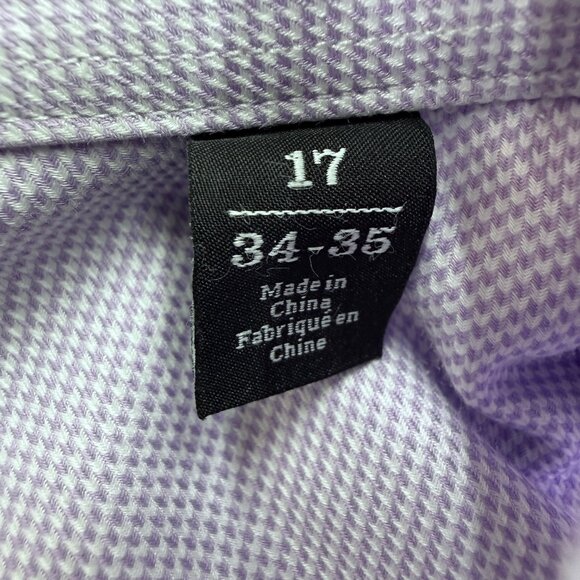 17
34-35
Made in
China
Fabriqué en
Chine